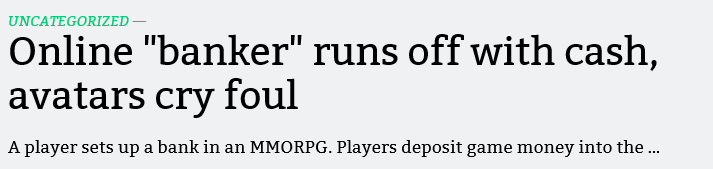 UNCATEGORIZED —
Online "banker" runs off with cash,
avatars cry foul
A player sets up a bank in an MMORPG. Players deposit game money into the ...